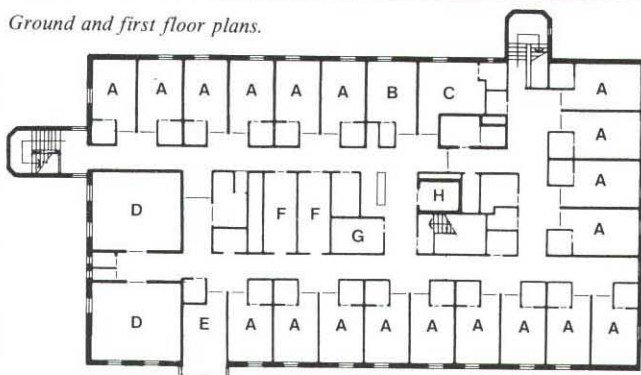 Ground and first floor plans.
A A A A A A B C A
A
A
D F F H
G A
D E A A A A A A A A A